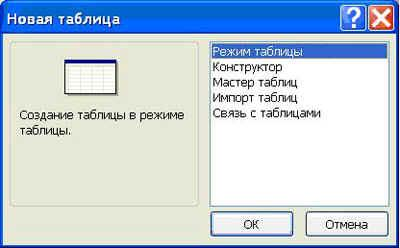 Новая таблица
Создание таблицы в режиме
таблицы.
Режим таблицы
Конструктор
Мастер таблиц
Импорт таблиц
Связь с таблицами
ОК
Отмена